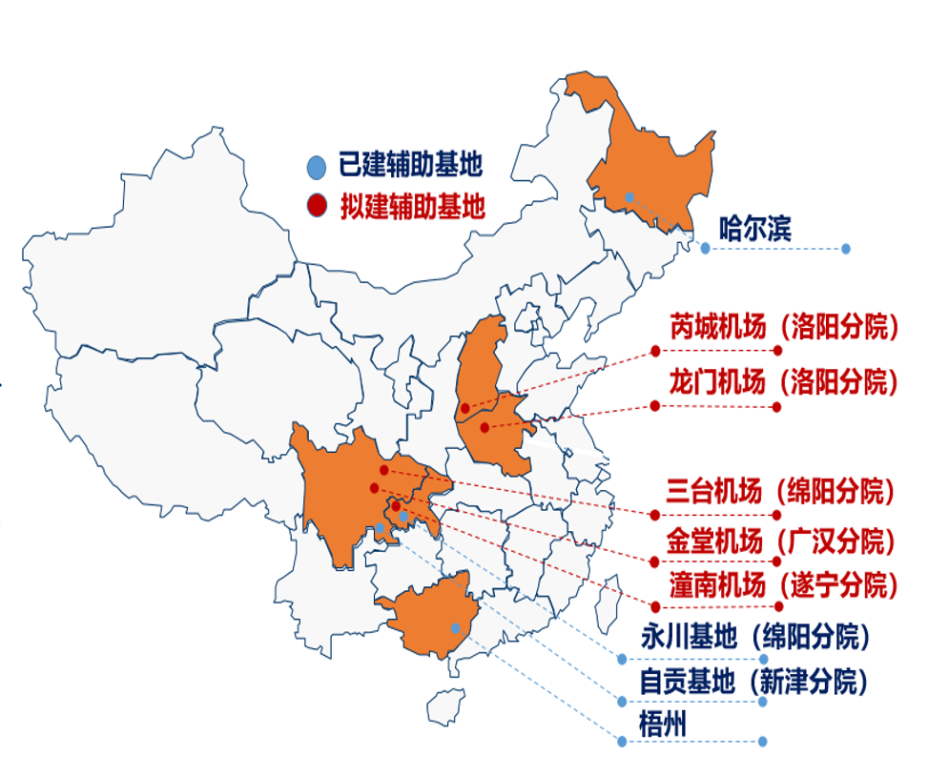 已建辅助基地
拟建辅助基地
哈尔滨
芮城机场（洛阳分院）
龙门机场（洛阳分院）
三台机场（绵阳分院）
金堂机场（广汉分院）
潼南机场（遂宁分院）
永川基地（绵阳分院）
自贡基地（新津分院）
梧州